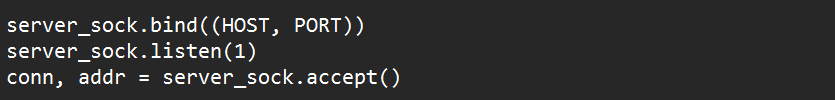 server_sock.bind((HOST, PORT))
server_sock.listen(1)
conn, addr = server_sock.accept()